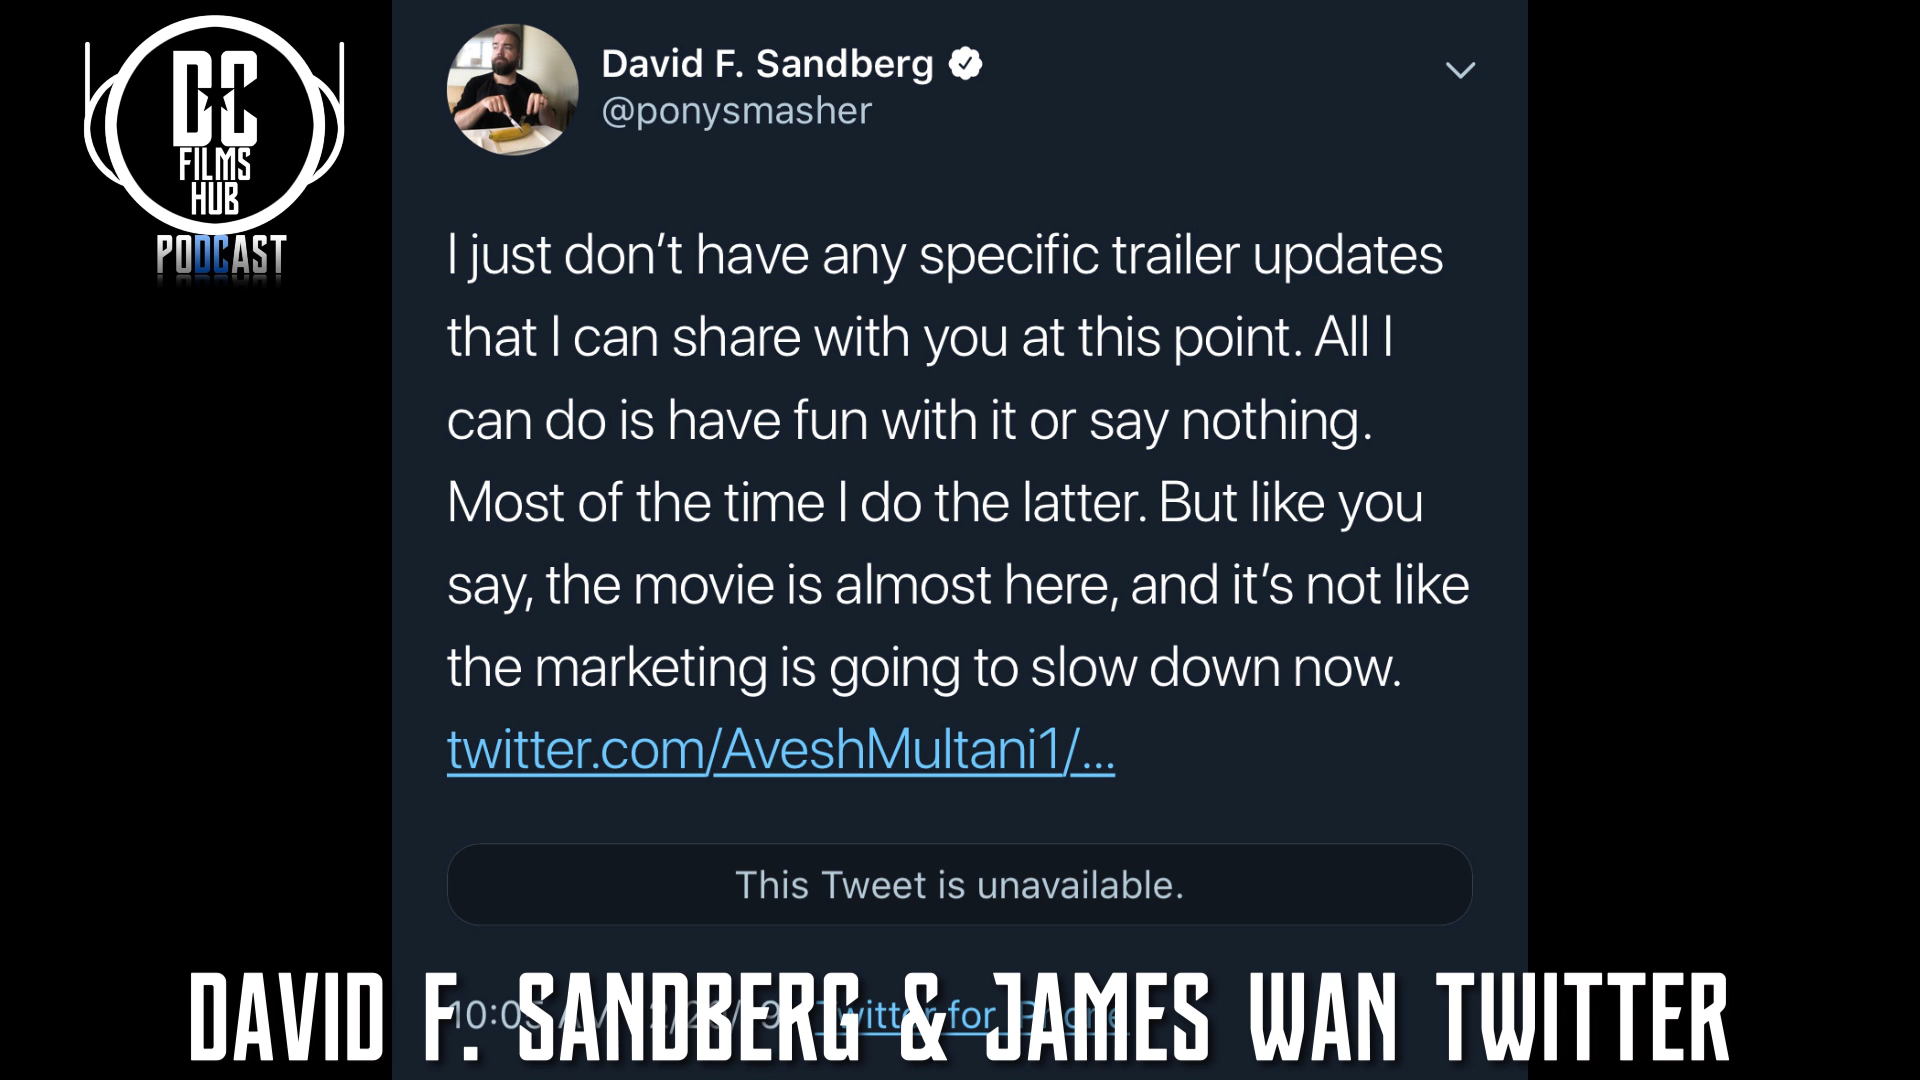 DC
FILMS
HUB
PODCAST
David F. Sandberg
@ponysmasher
I just don’t have any specific trailer updates
that I can share with you at this point. All I
can do is have fun with it or say nothing.
Most of the time I do the latter. But like you
say, the movie is almost here, and it’s not like
the marketing is going to slow down now.
twitter.com/AveshMultani1/...
This Tweet is unavailable.
Twitter for iPhone
DAVID F. SANDBERG & JAMES WAN TWITTER